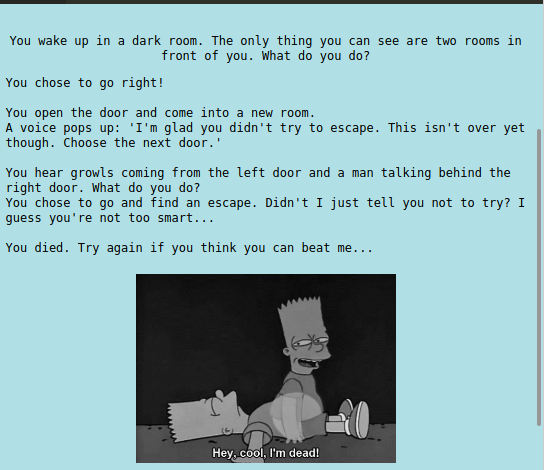 You wake up in a dark room. The only thing you can see are two rooms in
front of you. What do you do?
You chose to go right!
You open the door and come into a new room.
A voice pops up: 'I'm glad you didn't try to escape. This isn't over yet
though. Choose the next door.'
You hear growls coming from the left door and a man talking behind the
right door. What do you do?
You chose to go and find an escape. Didn't I just tell you not to try? I
guess you're not too smart...
You died. Try again if you think you can beat me...
Hey, cool, I'm dead!